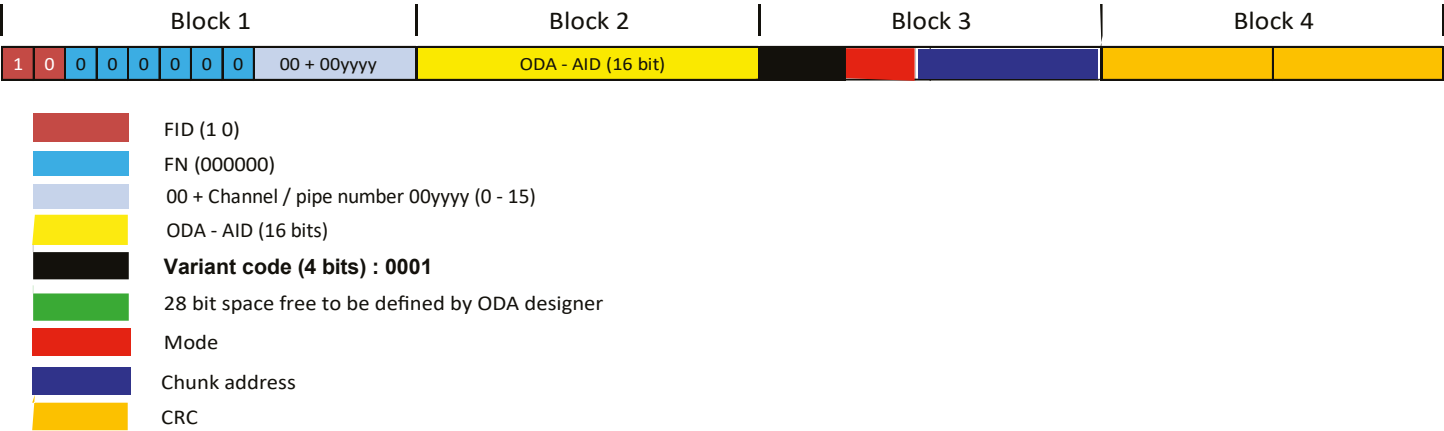 Block 1 Block 2 Block 3 Block 4
1 0 0 0 0 0 0 0 00 + 00yyyy ODA - AID (16 bit)
FID (1 0)
FN (000000)
00 + Channel / pipe number 00yyyy (0 - 15)
ODA - AID (16 bits)
Variant code (4 bits) : 0001
28 bit space free to be defined by ODA designer
Mode
Chunk address
CRC